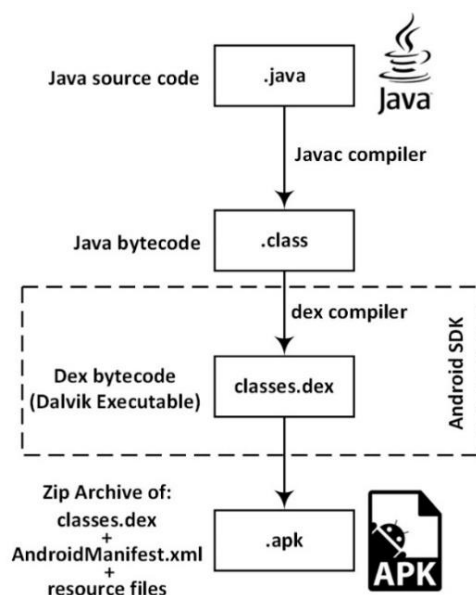 Java source code
.java
Java
Javac compiler
Java bytecode
.class
dex compiler
Dex bytecode
(Dalvik Executable)
classes.dex
Android SDK
Zip Archive of:
classes.dex
+
AndroidManifest.xml
+
resource files
.apk
APK